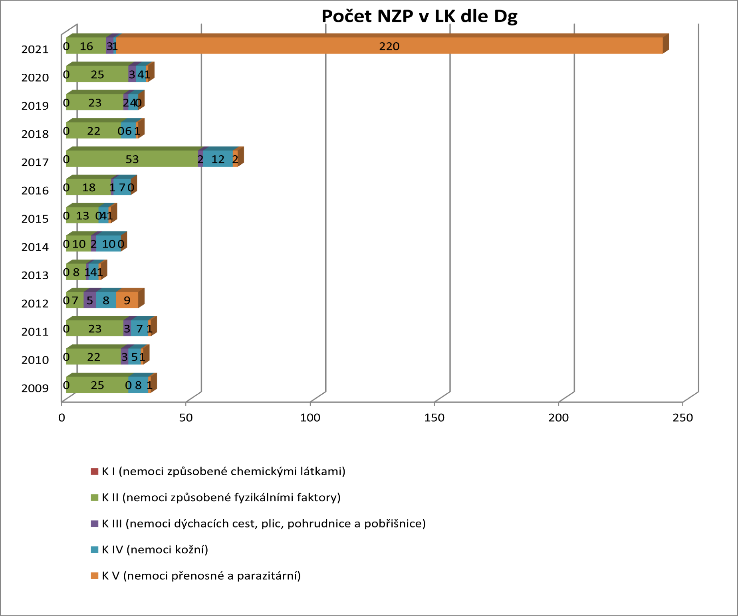 Počet NZP v LK dle Dg
2021 0 16 3 1 220
2020 0 25 3 4 1
2019 0 23 2 4 0
2018 0 22 0 6 1
2017 0 53 2 12 2
2016 0 18 1 7 0
2015 0 13 0 4 1
2014 0 10 2 10 0
2013 0 8 1 4 1
2012 0 7 5 8 9
2011 0 23 3 7 1
2010 0 22 3 5 1
2009 0 25 0 8 1
0 50 100 150 200 250
K I (nemoci způsobené chemickými látkami)
K II (nemoci způsobené fyzikálními faktory)
K III (nemoci dýchacích cest, plic, pohrudnice a pobřišnice)
K IV (nemoci kožní)
K V (nemoci přenosné a parazitární)